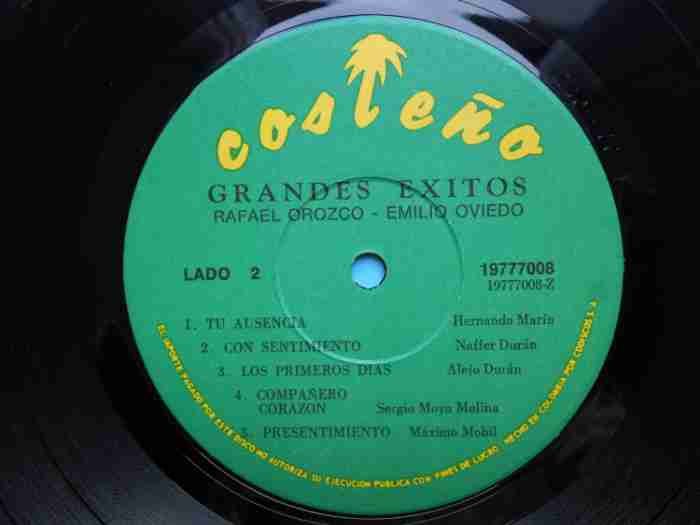 costeño
GRANDES EXITOS
RAFAEL OROZCO - EMILIO OVIEDO
LADO 2
19777008
19777008-Z
1. TU AUSENCIA Hernando Marín
2. CON SENTIMIENTO Naffer Durán
3. LOS PRIMEROS DIAS Alejo Durán
4. COMPAÑERO
CORAZON Sergio Moya Molina
5. PRESENTIMIENTO Máximo Mobil
EL IMPORTE PAGADO POR ESTE DISCO NO AUTORIZA SU EJECUCION PUBLICA CON FINES DE LUCRO. HECHO EN COLOMBIA POR CODISCOS S. A.